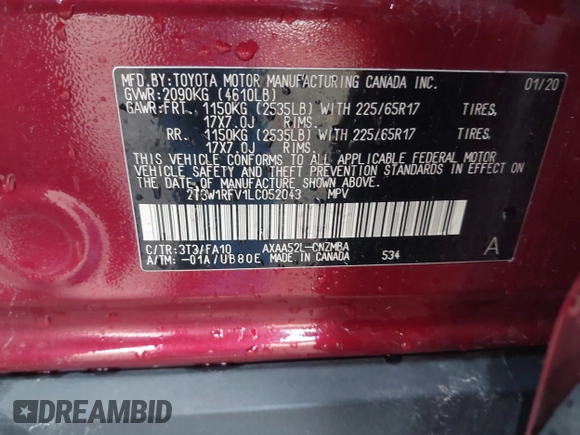 MFD.BY:TOYOTA MOTOR MANUFACTURING CANADA INC. 01/20
GVWR:2090KG (4610LB)
GAWR:FRT. 1150KG (2535LB) WITH 225/65R17 TIRES,
17X7.0J RIMS.
RR. 1150KG (2535LB) WITH 225/65R17 TIRES,
17X7.0J RIMS.
THIS VEHICLE CONFORMS TO ALL APPLICABLE FEDERAL MOTOR
VEHICLE SAFETY AND THEFT PREVENTION STANDARDS IN EFFECT
ON THE DATE OF MANUFACTURE SHOWN ABOVE.
2T3W1RFV1LC052043 MPV
C/TR:3T3/FA10 AXAA52L-CNZMBA A
A/TM: -01A/UB80E MADE IN CANADA 534
DREAMBID